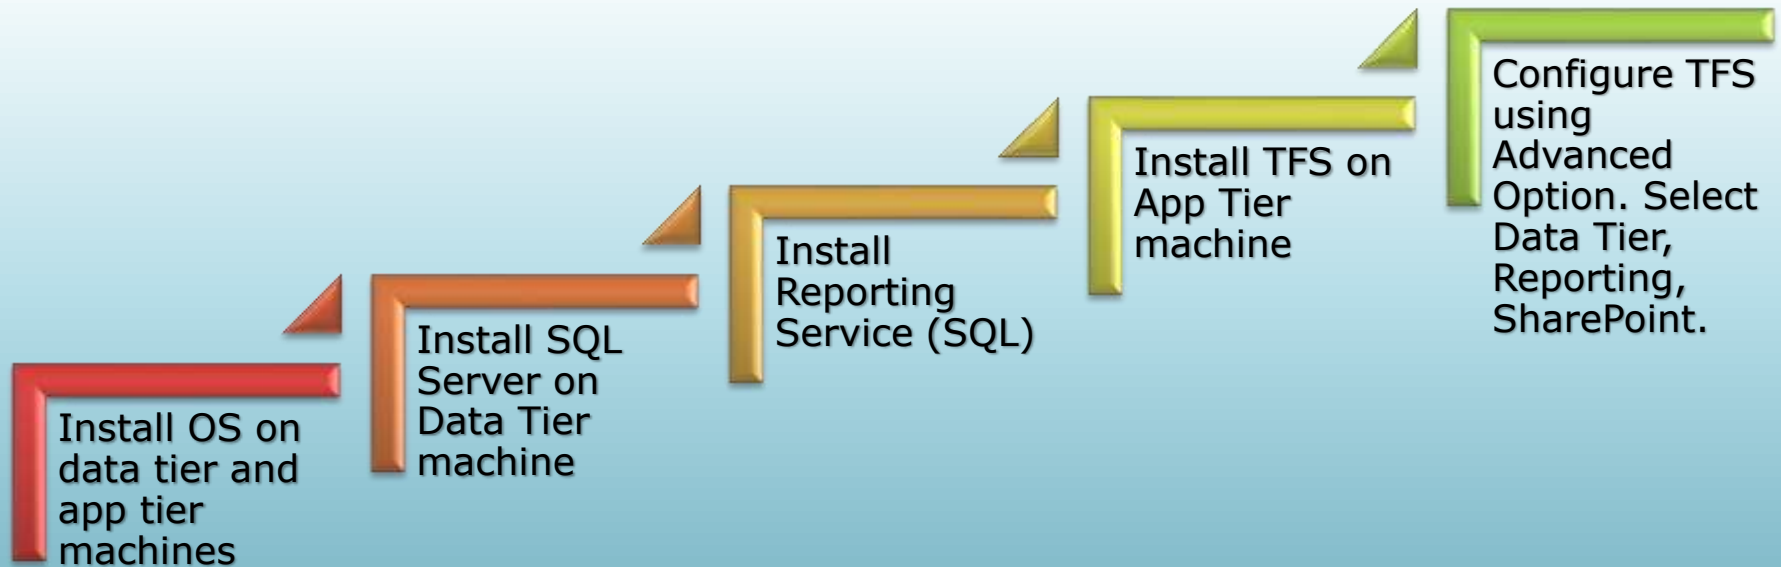 Install OS on
data tier and
app tier
machines
Install SQL
Server on
Data Tier
machine
Install
Reporting
Service (SQL)
Install TFS on
App Tier
machine
Configure TFS
using
Advanced
Option. Select
Data Tier,
Reporting,
SharePoint.